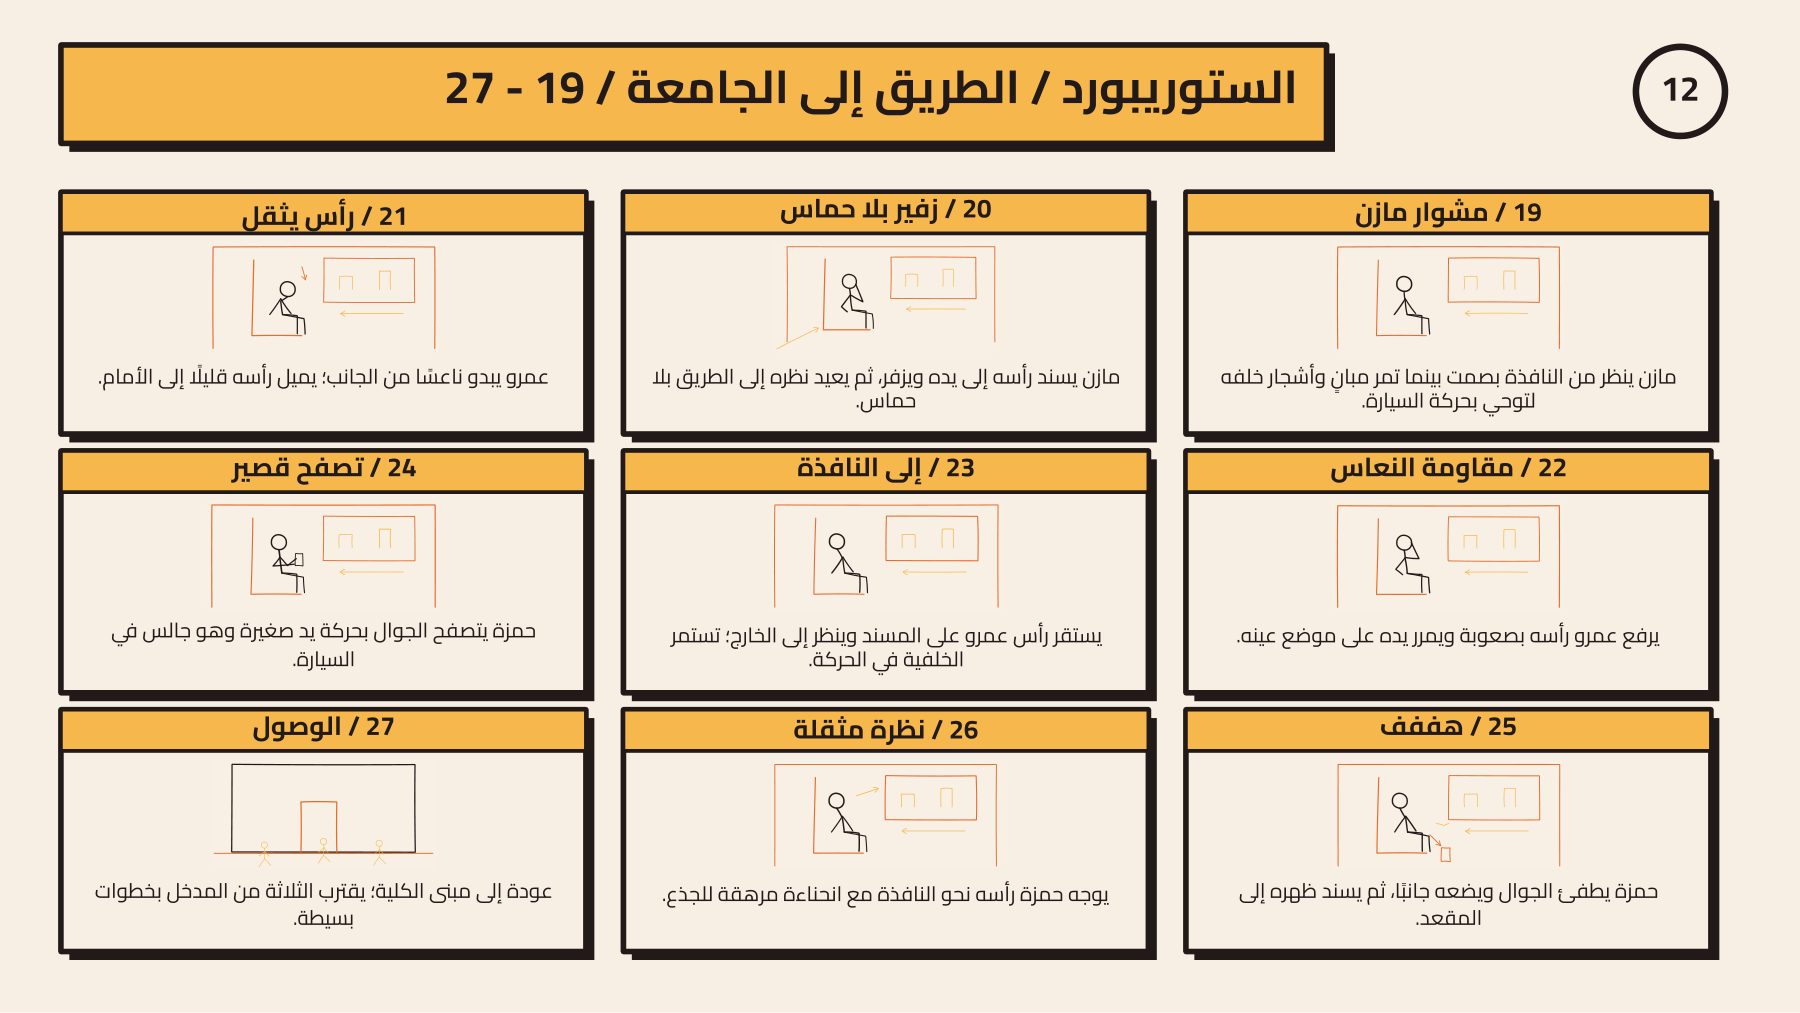 الستوريبورد / الطريق إلى الجامعة / 19 - 27
12
19 / مشوار مازن
مازن ينظر من النافذة بصمت بينما تمر مبانٍ وأشجار خلفه
لتوحي بحركة السيارة.
20 / زفير بلا حماس
مازن يسند رأسه إلى يده ويزفر، ثم يعيد نظره إلى الطريق بلا
حماس.
21 / رأس يثقل
عمرو يبدو ناعسًا من الجانب؛ يميل رأسه قليلًا إلى الأمام.
22 / مقاومة النعاس
يرفع عمرو رأسه بصعوبة ويمرر يده على موضع عينه.
23 / إلى النافذة
يستقر رأس عمرو على المسند وينظر إلى الخارج؛ تستمر
الخلفية في الحركة.
24 / تصفح قصير
حمزة يتصفح الجوال بحركة يد صغيرة وهو جالس في
السيارة.
25 / هففف
حمزة يطفئ الجوال ويضعه جانبًا، ثم يسند ظهره إلى
المقعد.
26 / نظرة مثقلة
يوجه حمزة رأسه نحو النافذة مع انحناءة مرهقة للجذع.
27 / الوصول
عودة إلى مبنى الكلية؛ يقترب الثلاثة من المدخل بخطوات
بسيطة.